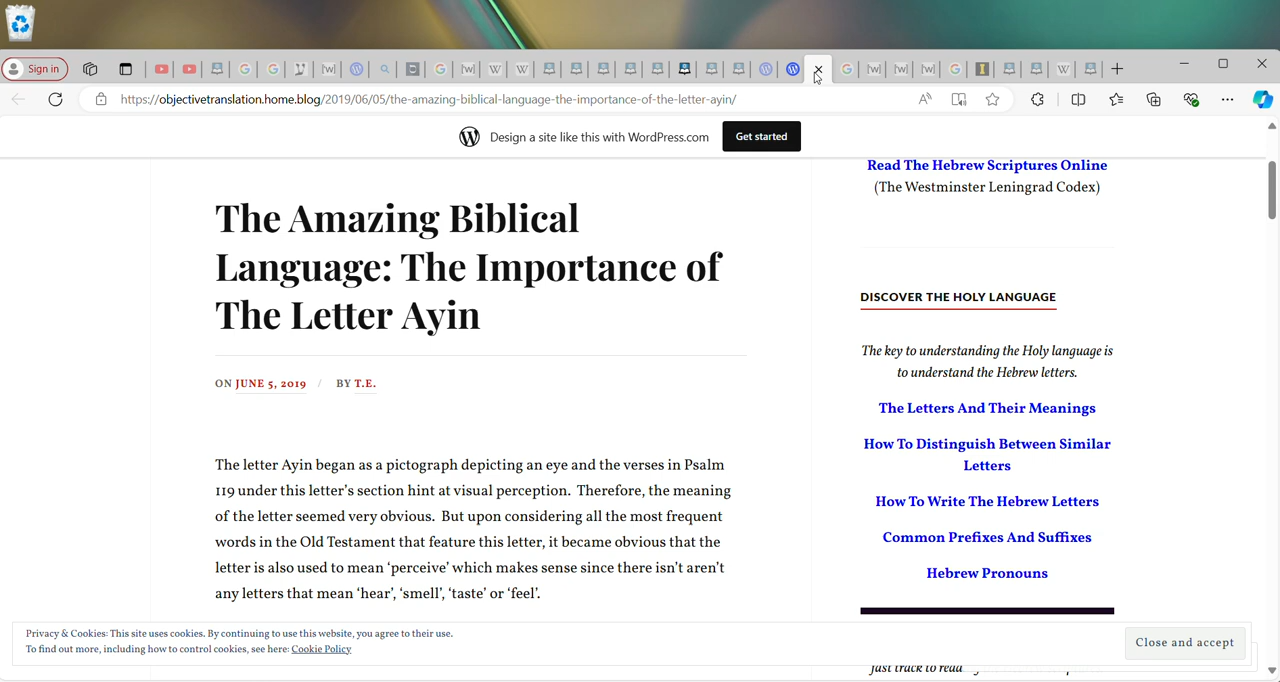 Sign in
https://objectivetranslation.home.blog/2019/06/05/the-amazing-biblical-language-the-importance-of-the-letter-ayin/
Design a site like this with WordPress.com
Get started
The Amazing Biblical
Language: The Importance of
The Letter Ayin
ON JUNE 5, 2019 / BY T.E.
The letter Ayin began as a pictograph depicting an eye and the verses in Psalm
119 under this letter's section hint at visual perception. Therefore, the meaning
of the letter seemed very obvious. But upon considering all the most frequent
words in the Old Testament that feature this letter, it became obvious that the
letter is also used to mean ‘perceive’ which makes sense since there isn't aren't
any letters that mean ‘hear’, ‘smell’, ‘taste’ or ‘feel’.
Read The Hebrew Scriptures Online
(The Westminster Leningrad Codex)
DISCOVER THE HOLY LANGUAGE
The key to understanding the Holy language is
to understand the Hebrew letters.
The Letters And Their Meanings
How To Distinguish Between Similar
Letters
How To Write The Hebrew Letters
Common Prefixes And Suffixes
Hebrew Pronouns
fast track to read
Privacy & Cookies: This site uses cookies. By continuing to use this website, you agree to their use.
To find out more, including how to control cookies, see here: Cookie Policy
Close and accept